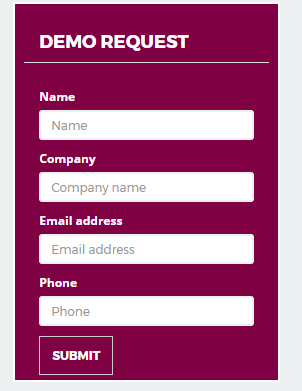 DEMO REQUEST
Name
Name
Company
Company name
Email address
Email address
Phone
Phone
SUBMIT